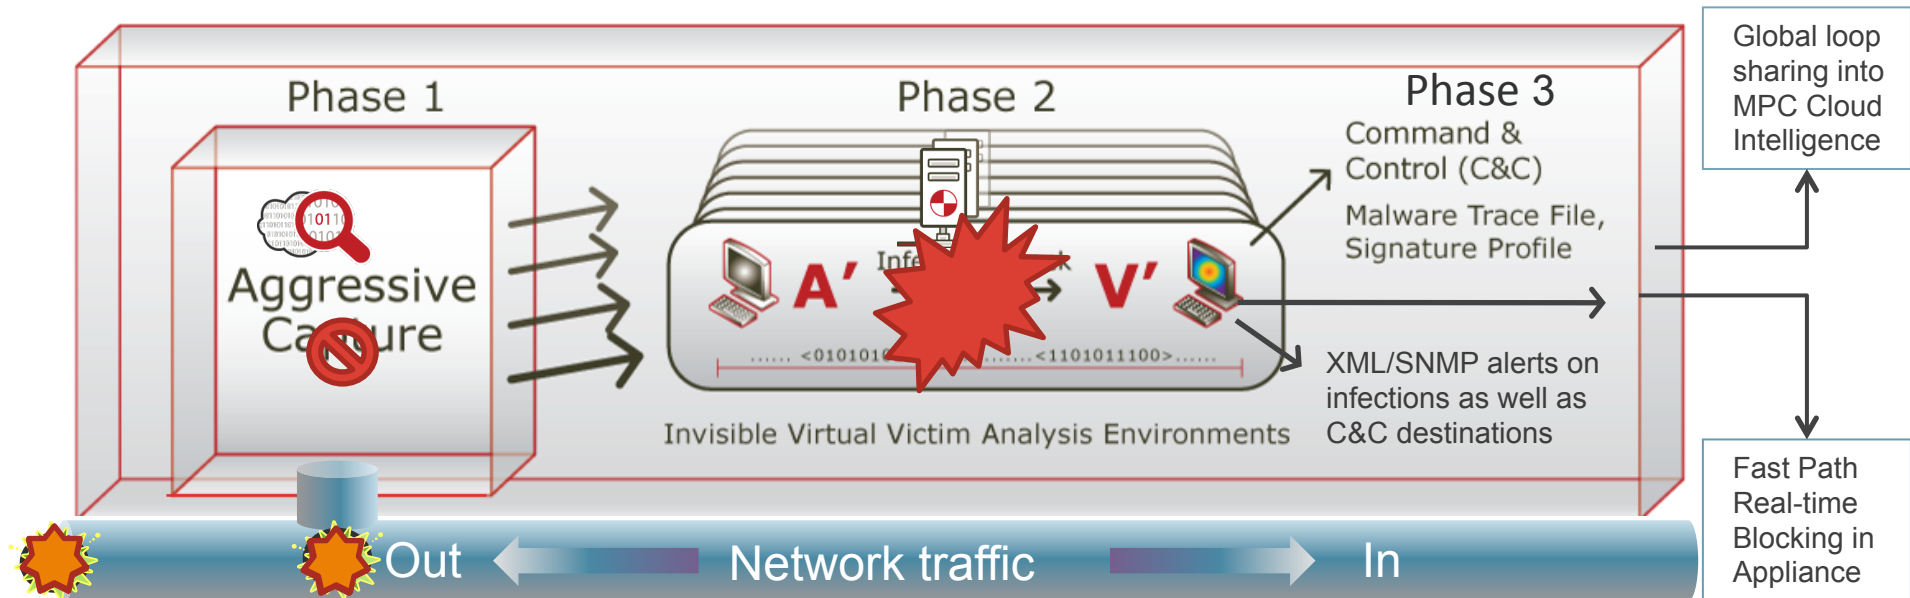 Phase 1
Aggressive
Capture
Phase 2
A′
V′
...... <0101010
......<1101011100>......
Invisible Virtual Victim Analysis Environments
Phase 3
Command &
Control (C&C)
Malware Trace File,
Signature Profile
XML/SNMP alerts on
infections as well as
C&C destinations
Global loop
sharing into
MPC Cloud
Intelligence
Fast Path
Real-time
Blocking in
Appliance
Out
Network traffic
In